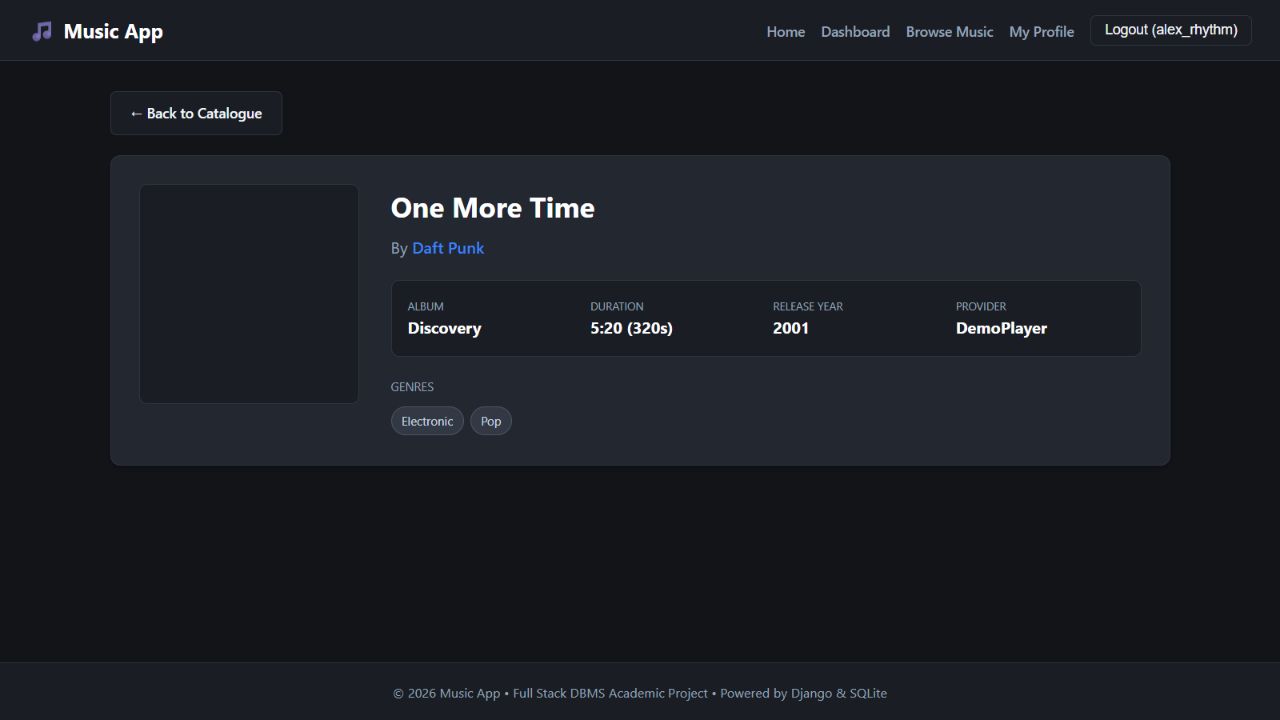 Music App
Home Dashboard Browse Music My Profile Logout (alex_rhythm)
← Back to Catalogue
One More Time
By Daft Punk
ALBUM DURATION RELEASE YEAR PROVIDER
Discovery 5:20 (320s) 2001 DemoPlayer
GENRES
Electronic Pop
© 2026 Music App • Full Stack DBMS Academic Project • Powered by Django & SQLite